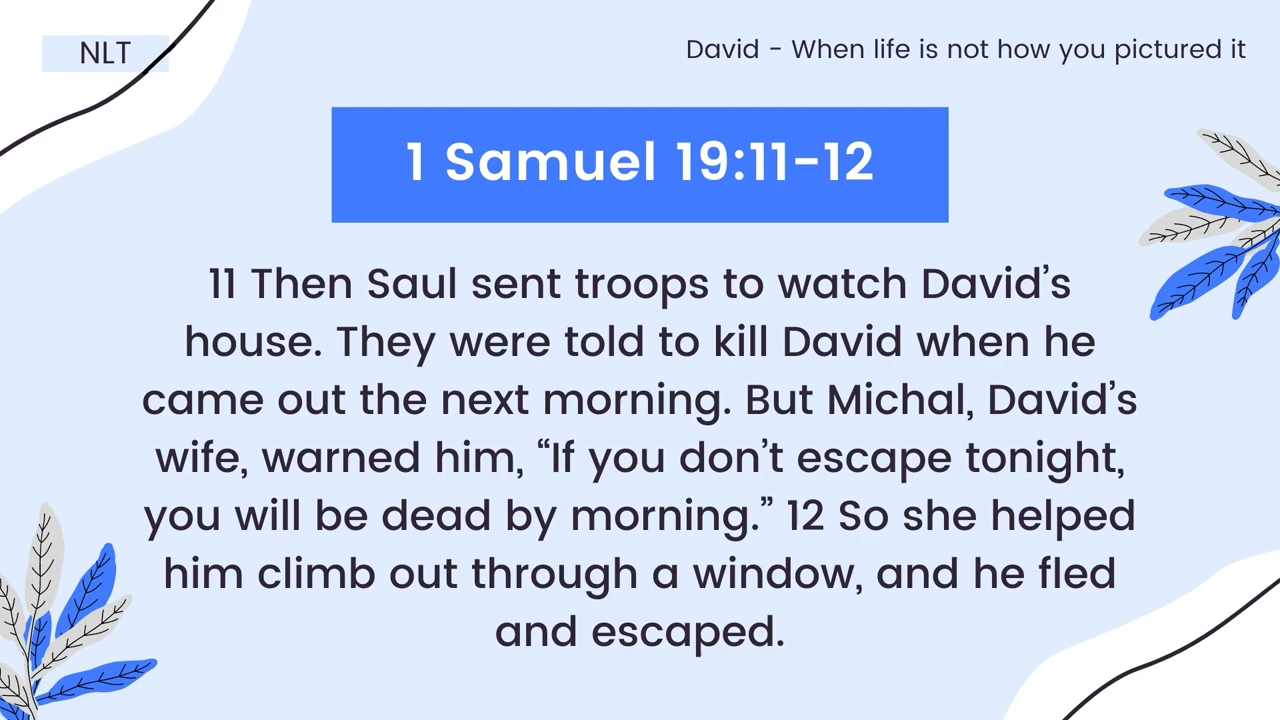 NLT
David - When life is not how you pictured it
1 Samuel 19:11-12
11 Then Saul sent troops to watch David’s
house. They were told to kill David when he
came out the next morning. But Michal, David’s
wife, warned him, “If you don’t escape tonight,
you will be dead by morning.” 12 So she helped
him climb out through a window, and he fled
and escaped.